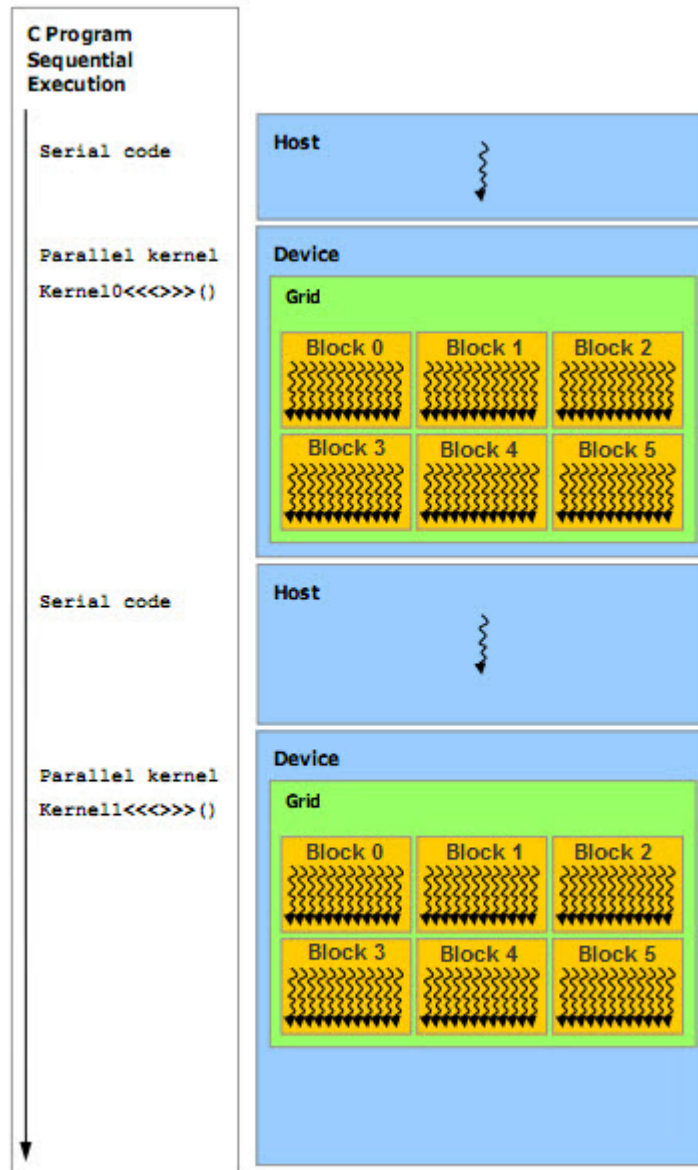 C Program
Sequential
Execution
Serial code
Host
Parallel kernel
Kernel0<<<>>>()
Device
Grid
Block 0
Block 1
Block 2
Block 3
Block 4
Block 5
Serial code
Host
Parallel kernel
Kernel1<<<>>>()
Device
Grid
Block 0
Block 1
Block 2
Block 3
Block 4
Block 5